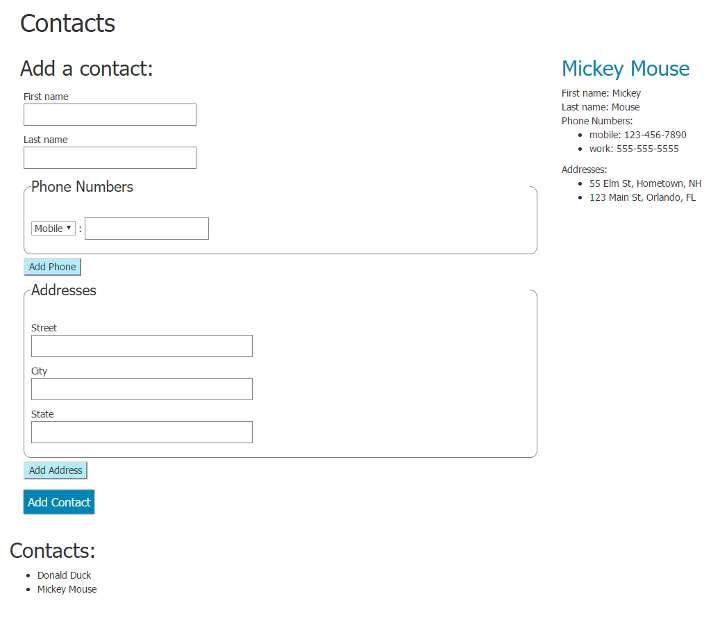 Contacts
Add a contact:
First name
Last name
Phone Numbers
Mobile :
Add Phone
Addresses
Street
City
State
Add Address
Add Contact
Contacts:
Donald Duck
Mickey Mouse
Mickey Mouse
First name: Mickey
Last name: Mouse
Phone Numbers:
mobile: 123-456-7890
work: 555-555-5555
Addresses:
55 Elm St, Hometown, NH
123 Main St, Orlando, FL